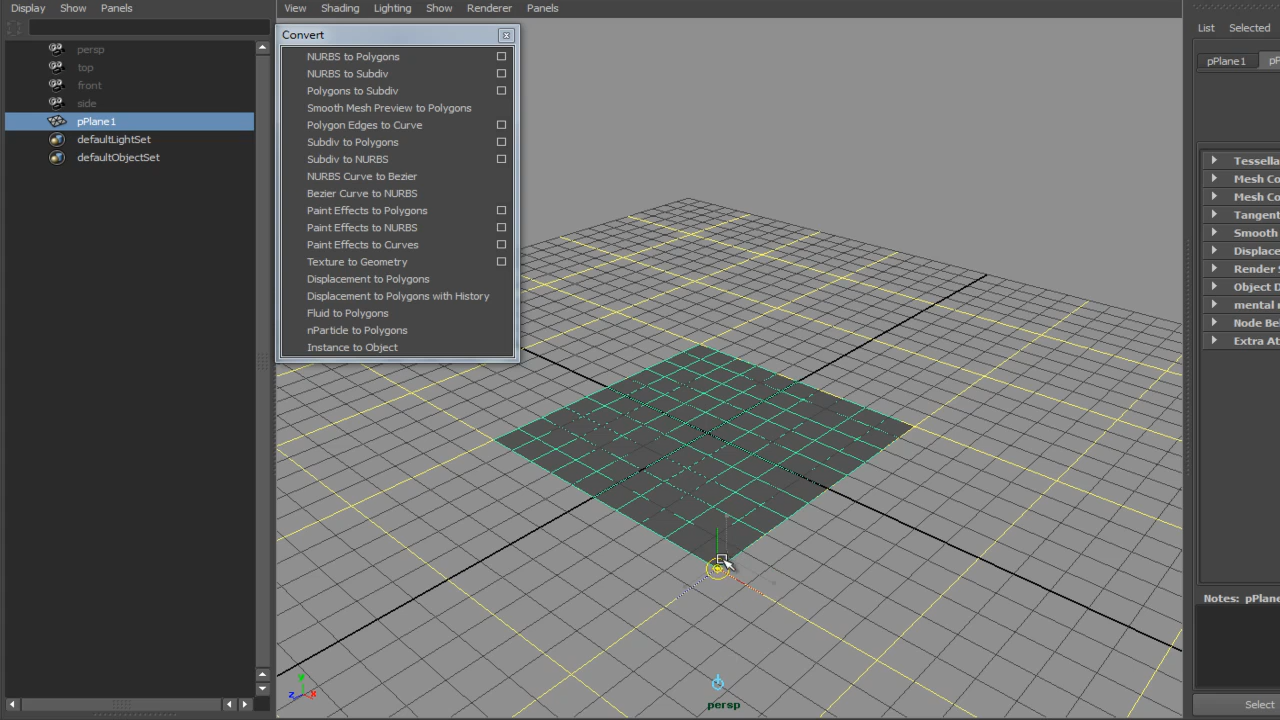 Display Show Panels
View Shading Lighting Show Renderer Panels
List Selected
persp
top
front
side
pPlane1
defaultLightSet
defaultObjectSet
Convert
NURBS to Polygons
NURBS to Subdiv
Polygons to Subdiv
Smooth Mesh Preview to Polygons
Polygon Edges to Curve
Subdiv to Polygons
Subdiv to NURBS
NURBS Curve to Bezier
Bezier Curve to NURBS
Paint Effects to Polygons
Paint Effects to NURBS
Paint Effects to Curves
Texture to Geometry
Displacement to Polygons
Displacement to Polygons with History
Fluid to Polygons
nParticle to Polygons
Instance to Object
y
z x
persp
pPlane1 pP
Tessella
Mesh Co
Mesh Co
Tangent
Smooth
Displace
Render S
Object D
mental r
Node Bel
Extra At
Notes: pPlane
Select